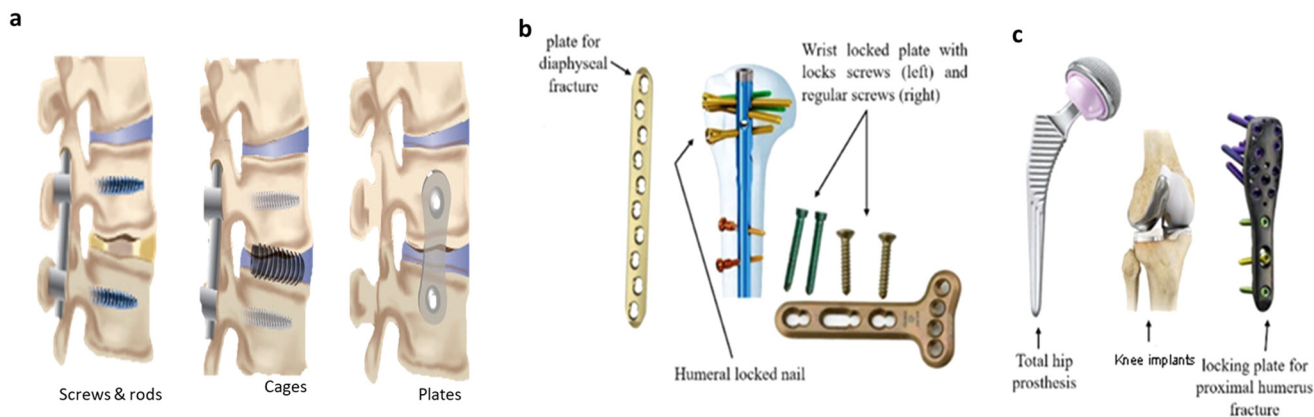 a
Screws & rods
Cages
Plates
b
plate for
diaphyseal
fracture
Wrist locked plate with
locks screws (left) and
regular screws (right)
Humeral locked nail
c
Total hip
prosthesis
Knee implants
locking plate for
proximal humerus
fracture